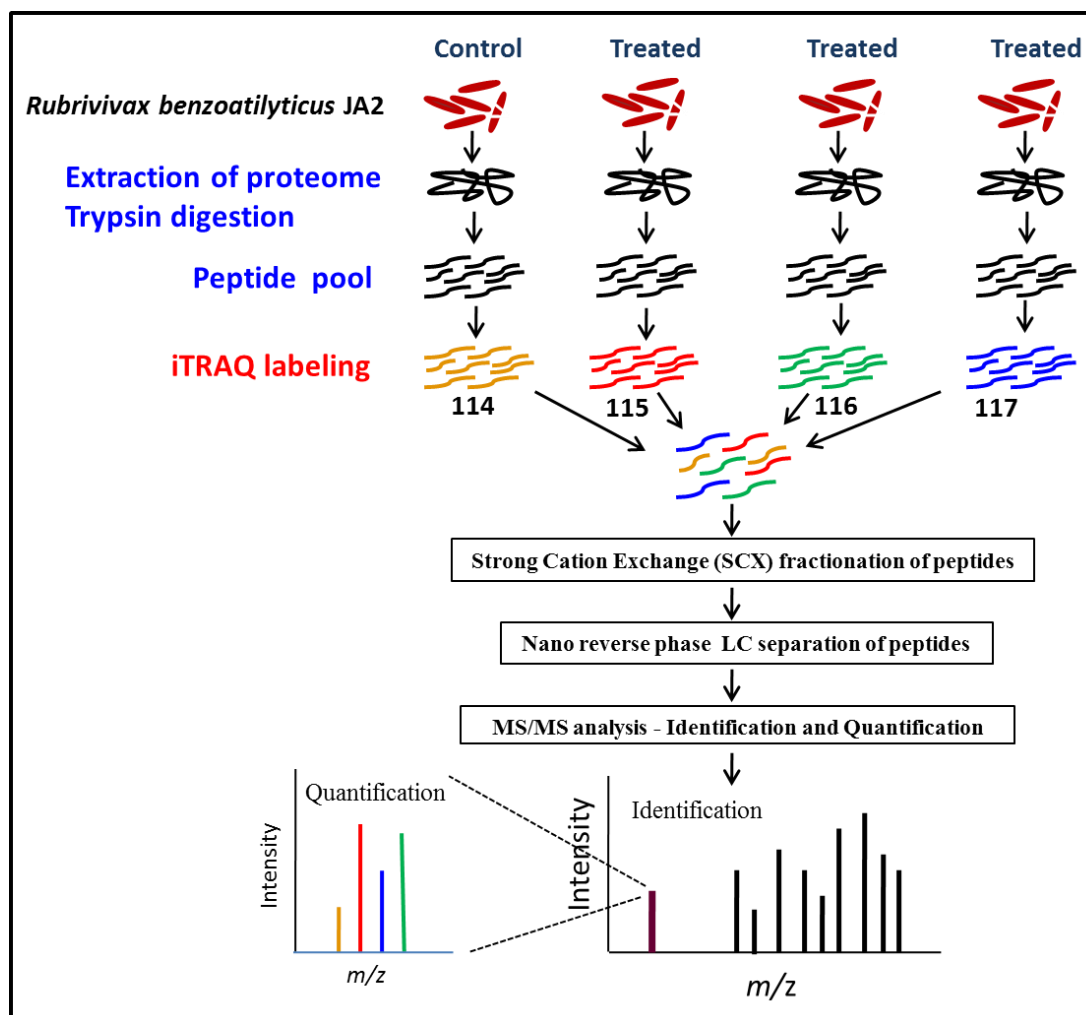 Control Treated Treated Treated
Rubrivivax benzoatilyticus JA2
Extraction of proteome
Trypsin digestion
Peptide pool
iTRAQ labeling
114 115 116 117
Strong Cation Exchange (SCX) fractionation of peptides
Nano reverse phase LC separation of peptides
MS/MS analysis - Identification and Quantification
Quantification
Intensity
m/z
Identification
Intensity
m/z